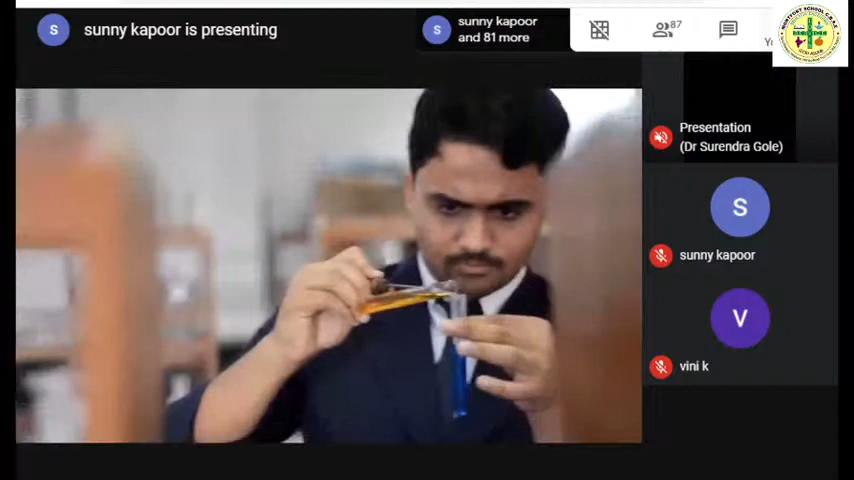 S
sunny kapoor is presenting
S
sunny kapoor
and 81 more
87
Presentation
(Dr Surendra Gole)
S
sunny kapoor
V
vini k